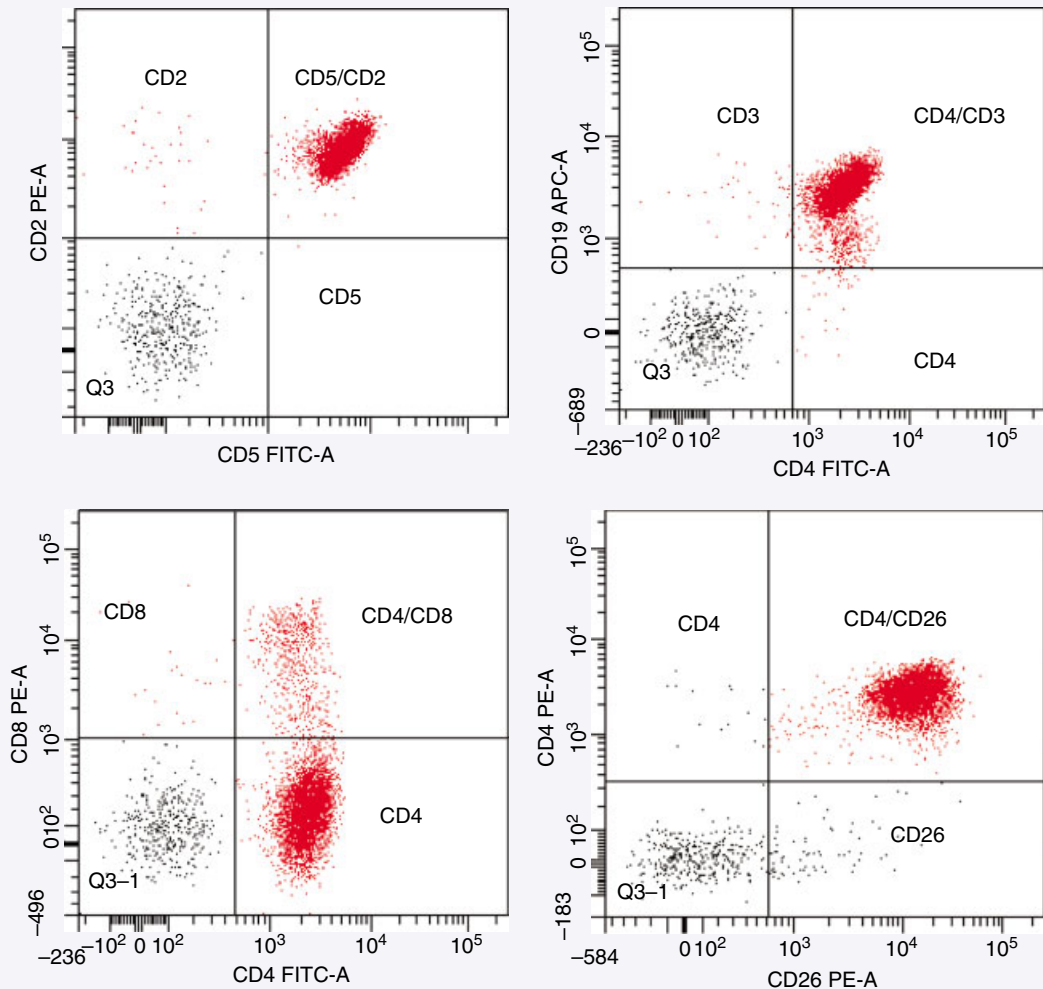 CD2
CD5/CD2
CD2 PE-A
CD5
Q3
CD5 FITC-A
10⁵
CD3
CD4/CD3
10⁴
CD19 APC-A
10³
0
Q3
CD4
−689
−236
−10² 0 10² 10³ 10⁴ 10⁵
CD4 FITC-A
10⁵
CD8
CD4/CD8
10⁴
CD8 PE-A
10³
CD4
0 10²
Q3–1
−496
−236
−10² 0 10² 10³ 10⁴ 10⁵
CD4 FITC-A
10⁵
CD4
CD4/CD26
10⁴
CD4 PE-A
10³
CD26
0 10²
Q3–1
−183
−584
0 10² 10³ 10⁴ 10⁵
CD26 PE-A